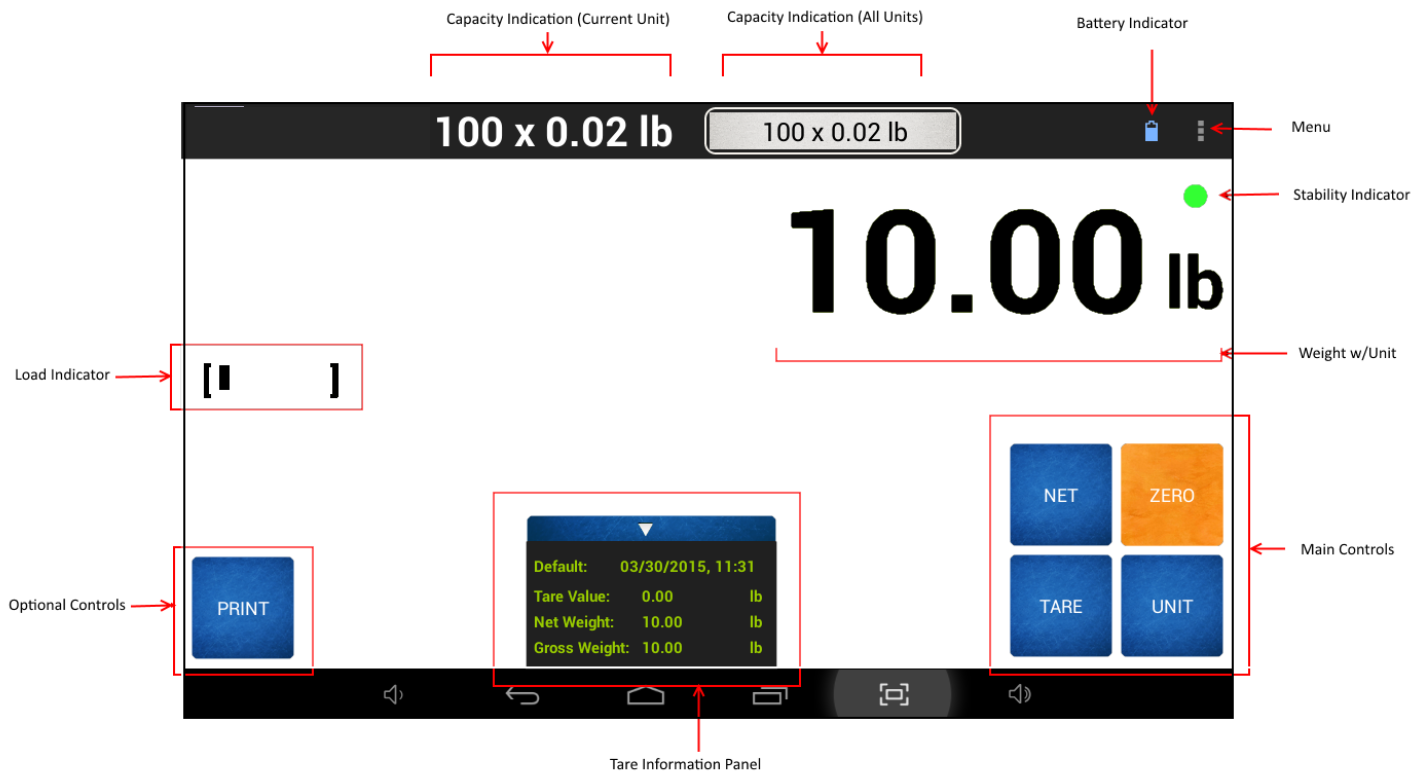 Capacity Indication (Current Unit)
Capacity Indication (All Units)
Battery Indicator
100 x 0.02 lb
100 x 0.02 lb
Menu
Stability Indicator
10.00 lb
Weight w/Unit
Load Indicator
[ ]
NET
ZERO
Default: 03/30/2015, 11:31
Tare Value: 0.00 lb
Net Weight: 10.00 lb
Gross Weight: 10.00 lb
Main Controls
Optional Controls
PRINT
TARE
UNIT
Tare Information Panel